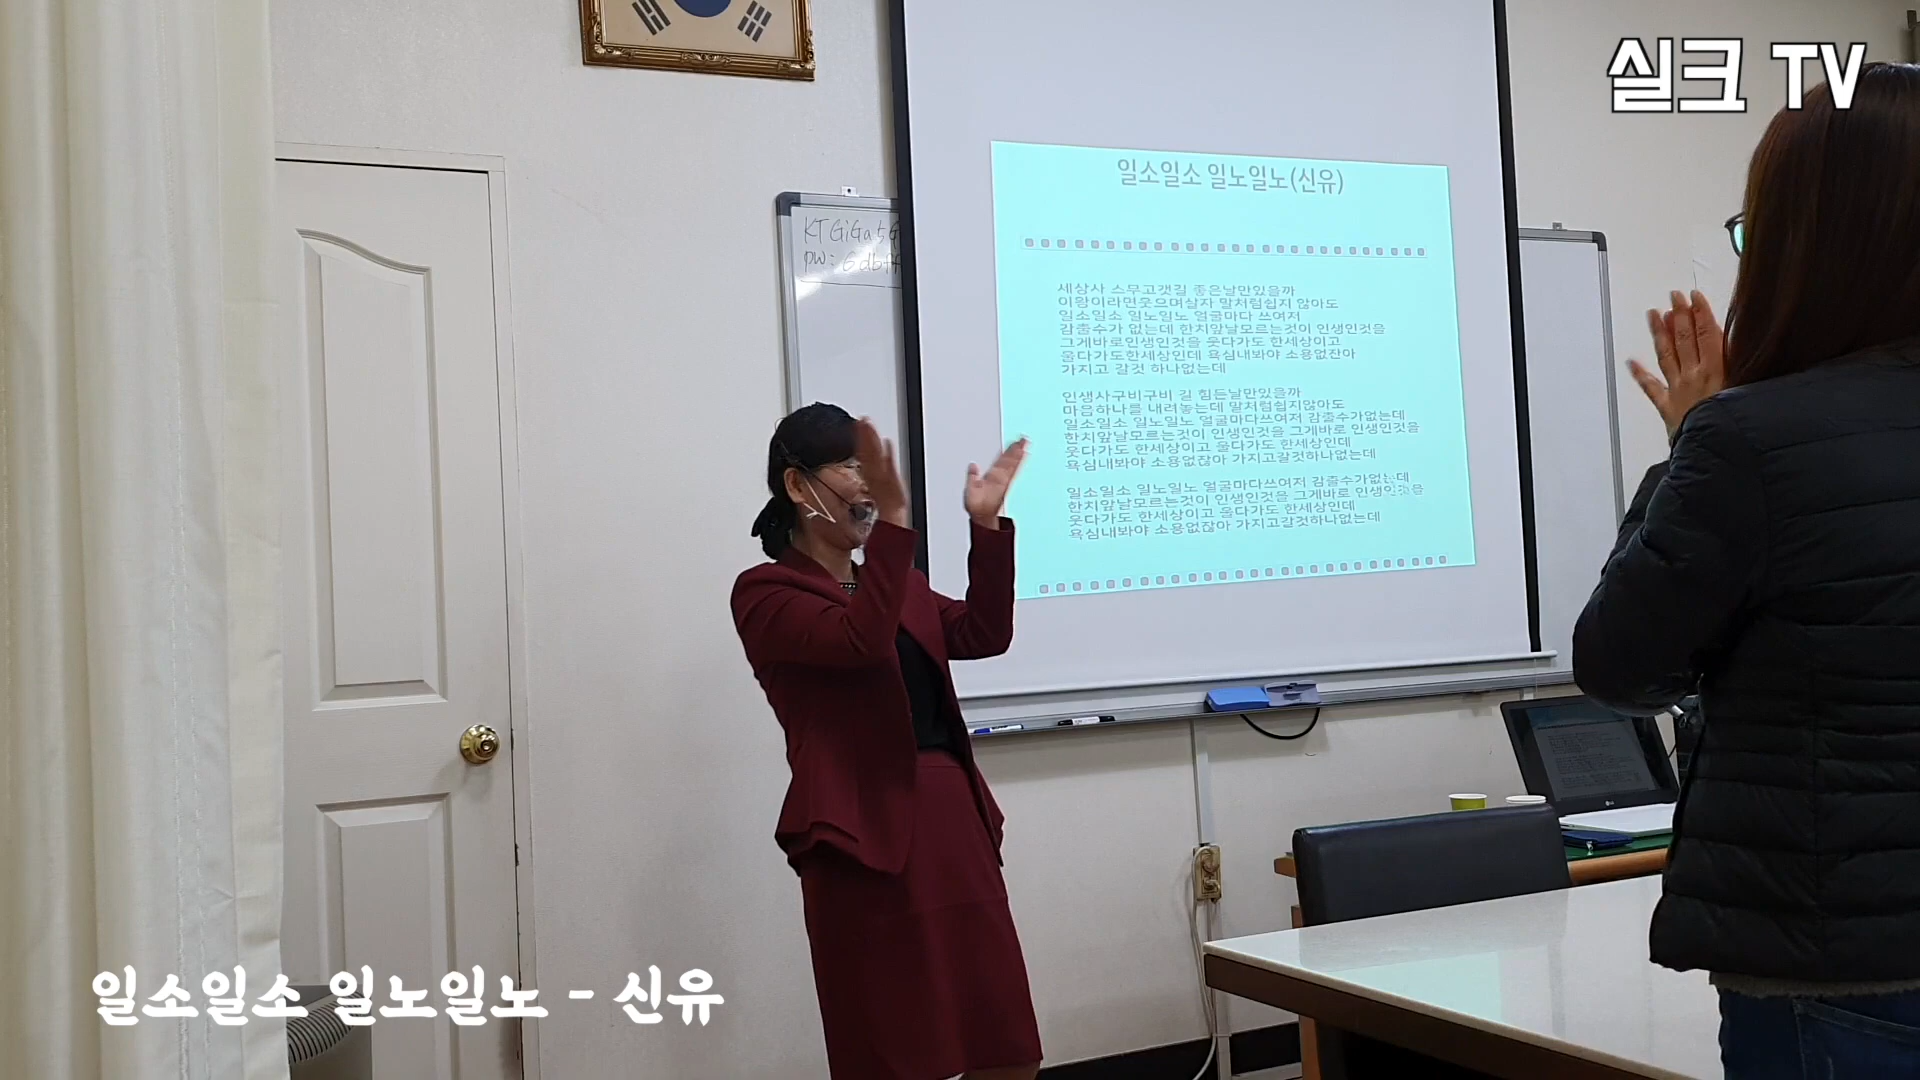 실크 TV
일소일소 일노일노(신유)
KT GiGa 5G
pw: 6dbff
세상사 스무고갯길 좋은날만있을까
이왕이라면웃으며살자 말처럼쉽지 않아도
일소일소 일노일노 얼굴마다 쓰여저
감출수가 없는데 한치앞날모르는것이 인생인것을
그게바로인생인것을 웃다가도 한세상이고
울다가도한세상인데 욕심내봐야 소용없잔아
가지고 갈것 하나없는데
인생사구비구비 길 힘든날만있을까
마음하나를 내려놓는데 말처럼쉽지않아도
일소일소 일노일노 얼굴마다쓰여저 감출수가없는데
한치앞날모르는것이 인생인것을 그게바로 인생인것을
웃다가도 한세상이고 울다가도 한세상인데
욕심내봐야 소용없잖아 가지고갈것하나없는데
일소일소 일노일노 얼굴마다쓰여저 감출수가없는데
한치앞날모르는것이 인생인것을 그게바로 인생인것을
웃다가도 한세상이고 울다가도 한세상인데
욕심내봐야 소용없잖아 가지고갈것하나없는데
일소일소 일노일노 - 신유